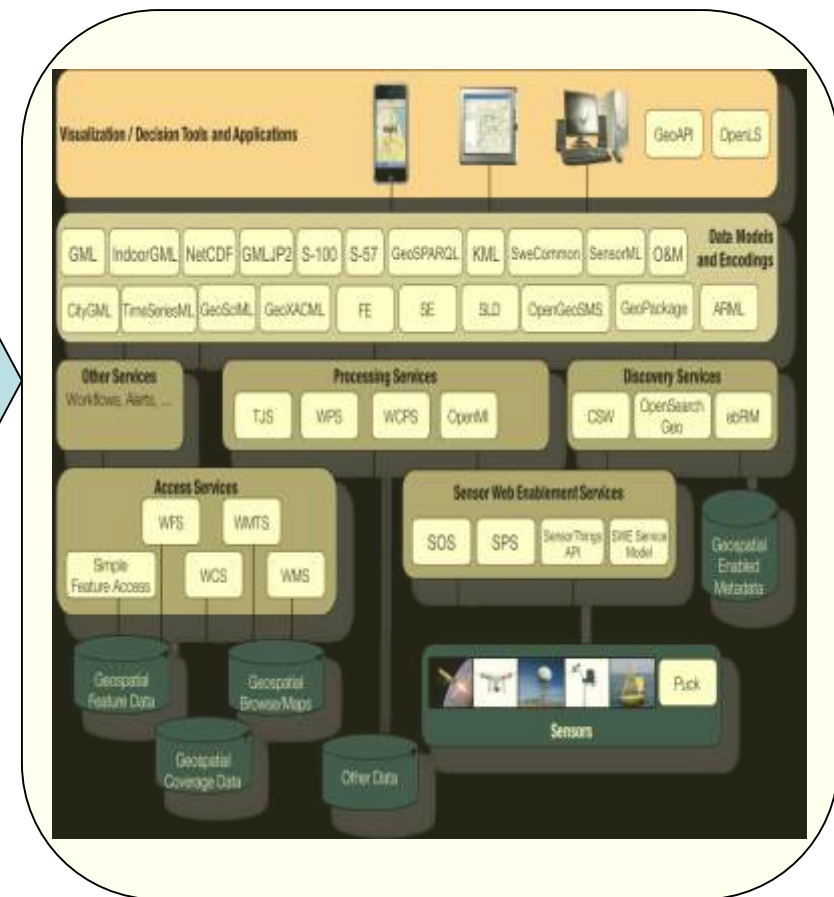 Visualization / Decision Tools and Applications
GeoAPI
OpenLS
Data Models
and Encodings
GML
IndoorGML
NetCDF
GMLJP2
S-100
S-57
GeoSPARQL
KML
SweCommon
SensorML
O&M
CityGML
TimeSeriesML
GeoSciML
GeoXACML
FE
SE
SLD
OpenGeoSMS
GeoPackage
ARML
Other Services
Workflows, Alerts, ...
Processing Services
TJS
WPS
WCPS
OpenMI
Discovery Services
CSW
OpenSearch
Geo
ebRIM
Access Services
WFS
WMTS
Simple
Feature Access
WCS
WMS
Sensor Web Enablement Services
SOS
SPS
SensorThings
API
SWE Service
Model
Geospatial
Enabled
Metadata
Geospatial
Feature Data
Geospatial
Browse/Maps
Geospatial
Coverage Data
Other Data
Puck
Sensors